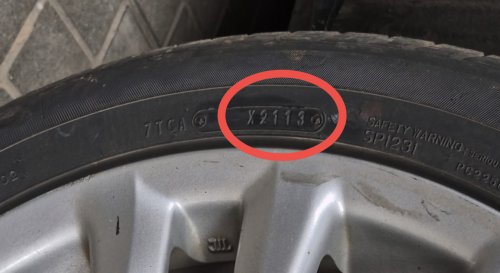 7TCA X2113
SAFETY WARNING
SP1231